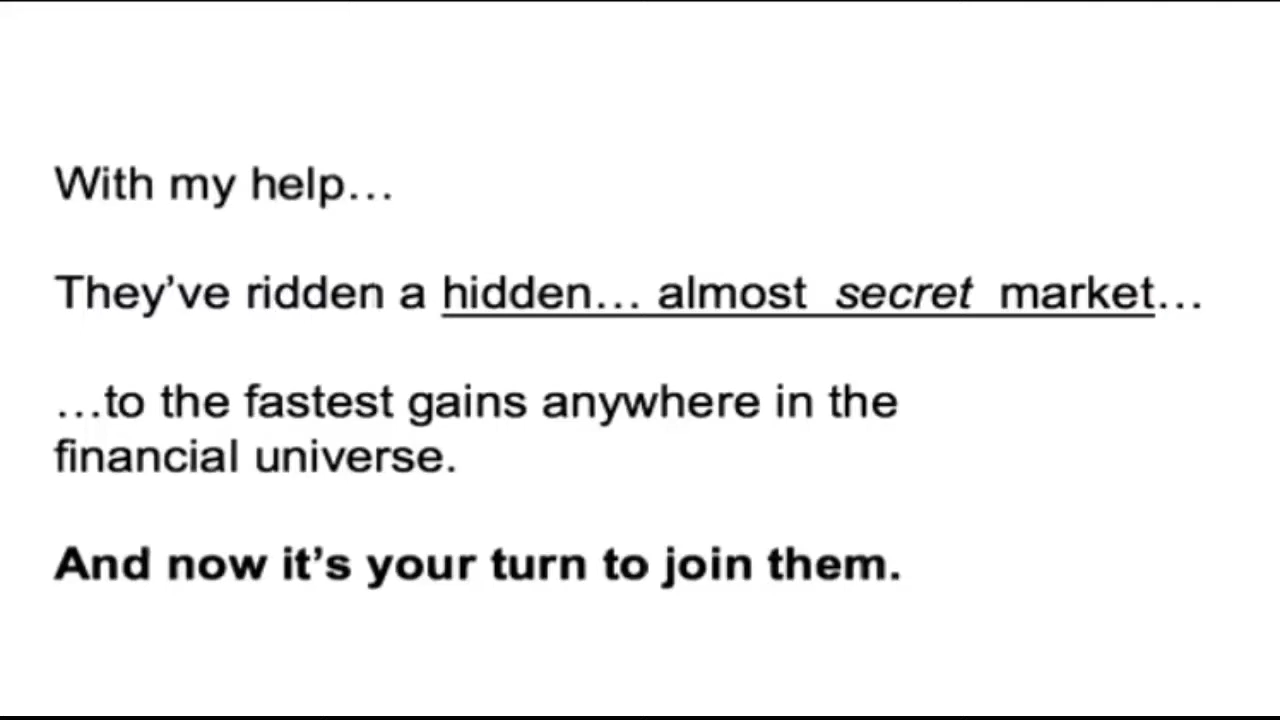 With my help…
They’ve ridden a hidden… almost secret market…
…to the fastest gains anywhere in the
financial universe.
And now it’s your turn to join them.